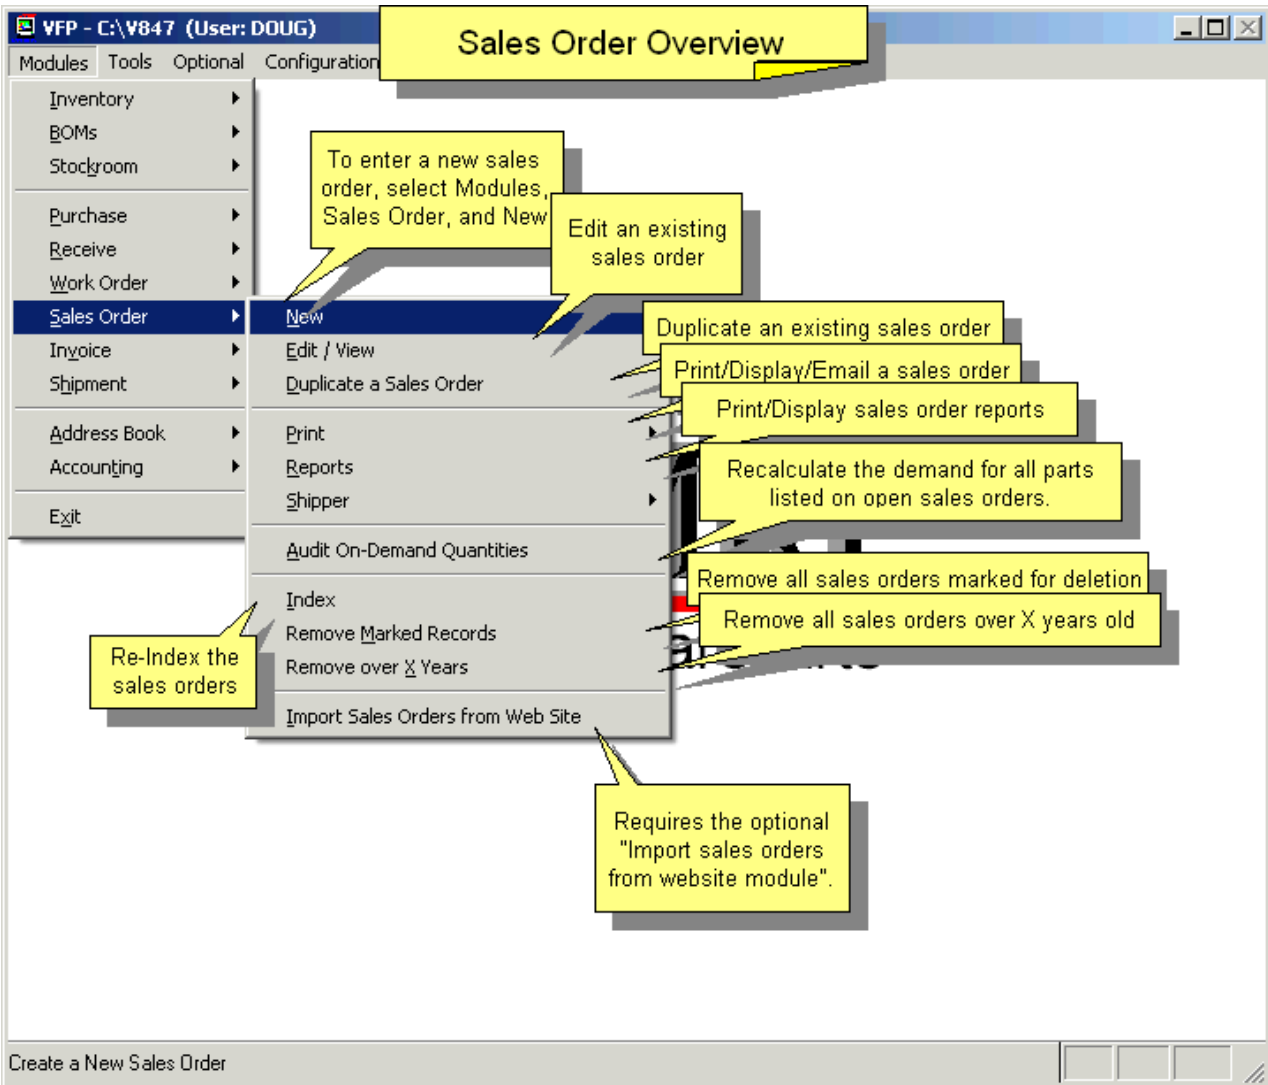 VFP - C:\V847 (User: DOUG)
Sales Order Overview
Modules Tools Optional Configuration
Inventory
BOMs
Stockroom
Purchase
Receive
Work Order
Sales Order
Invoice
Shipment
Address Book
Accounting
Exit
To enter a new sales
order, select Modules,
Sales Order, and New
Edit an existing
sales order
New
Edit / View
Duplicate a Sales Order
Print
Reports
Shipper
Audit On-Demand Quantities
Index
Remove Marked Records
Remove over X Years
Import Sales Orders from Web Site
Duplicate an existing sales order
Print/Display/Email a sales order
Print/Display sales order reports
Recalculate the demand for all parts
listed on open sales orders.
Remove all sales orders marked for deletion
Remove all sales orders over X years old
Re-Index the
sales orders
Requires the optional
"Import sales orders
from website module".
Create a New Sales Order